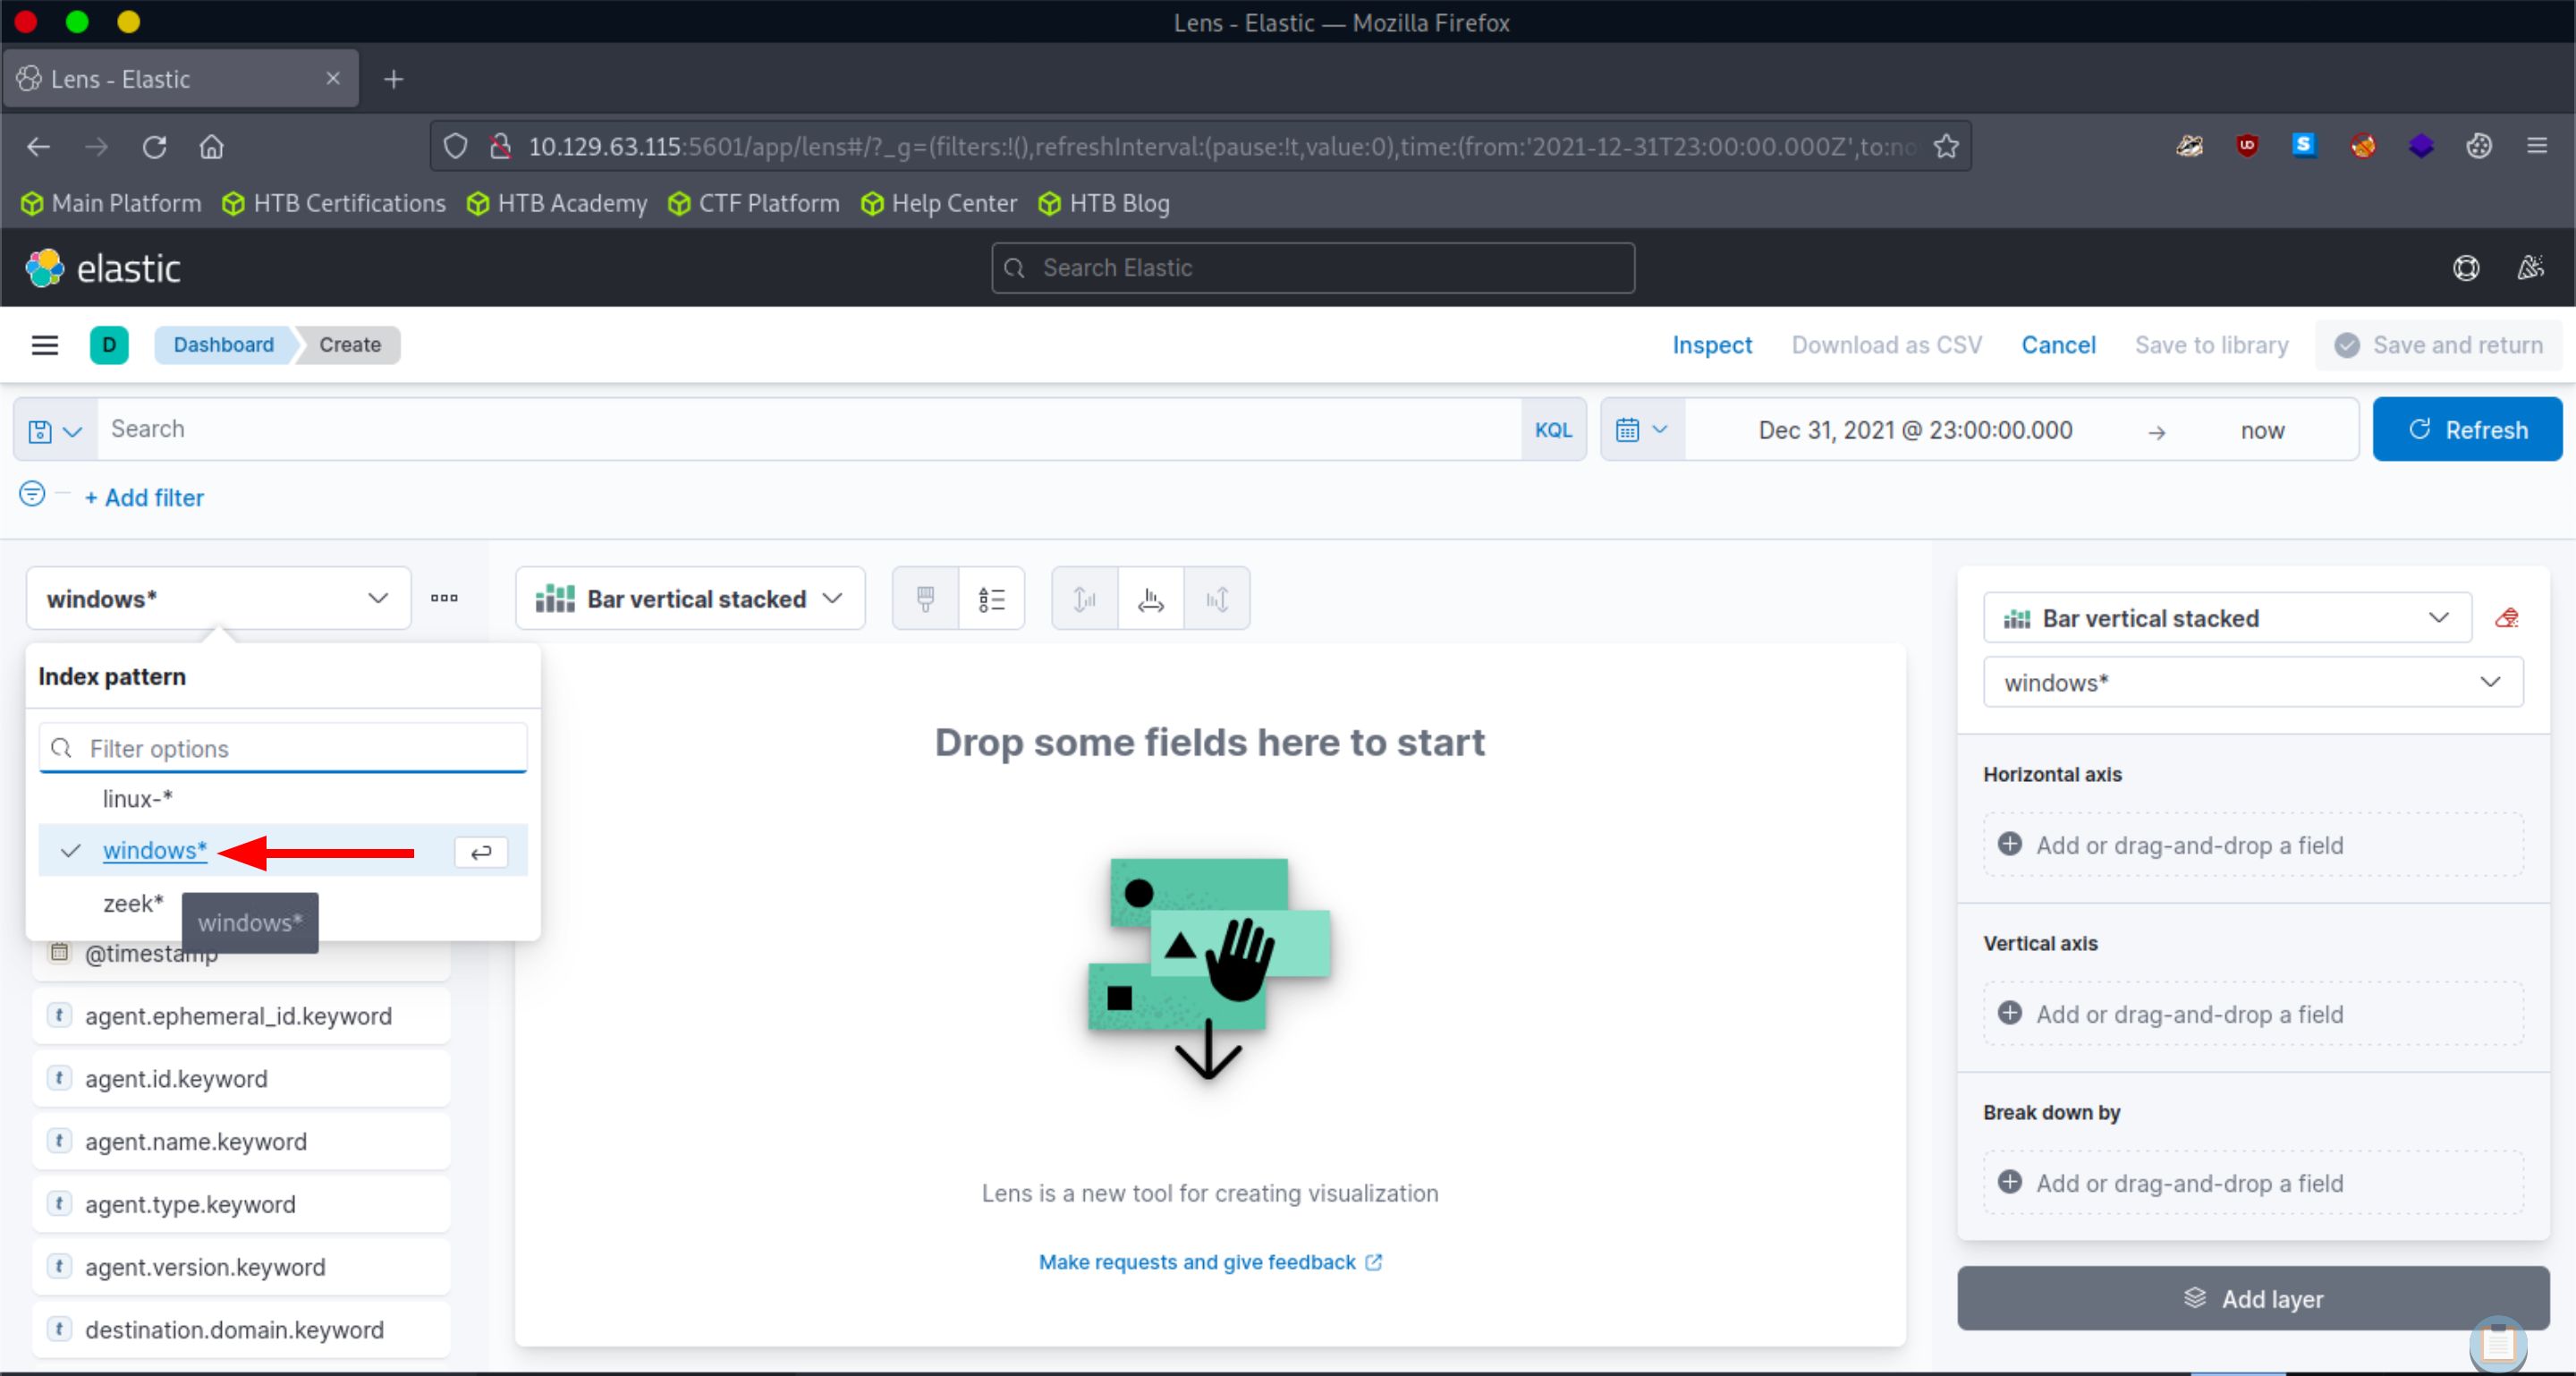 Lens - Elastic — Mozilla Firefox
Lens - Elastic
10.129.63.115:5601/app/lens#/?_g=(filters:!(),refreshInterval:(pause:!t,value:0),time:(from:'2021-12-31T23:00:00.000Z',to:no
Main Platform HTB Certifications HTB Academy CTF Platform Help Center HTB Blog
elastic
Search Elastic
D Dashboard Create Inspect Download as CSV Cancel Save to library Save and return
Search KQL Dec 31, 2021 @ 23:00:00.000 → now Refresh
+ Add filter
windows* Bar vertical stacked
Bar vertical stacked
windows*
Index pattern
Filter options
linux-*
windows*
zeek*
windows*
@timestamp
agent.ephemeral_id.keyword
agent.id.keyword
agent.name.keyword
agent.type.keyword
agent.version.keyword
destination.domain.keyword
Drop some fields here to start
Lens is a new tool for creating visualization
Make requests and give feedback
Horizontal axis
Add or drag-and-drop a field
Vertical axis
Add or drag-and-drop a field
Break down by
Add or drag-and-drop a field
Add layer